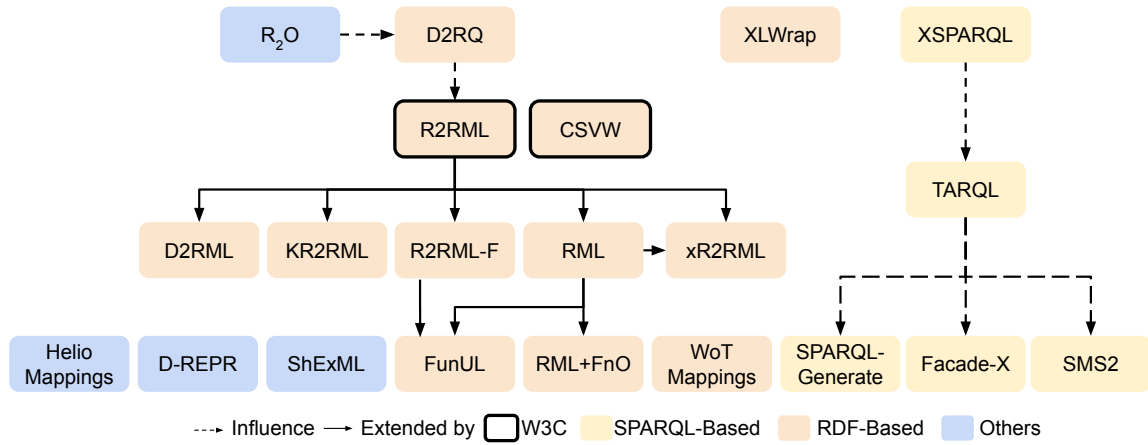 R2O
D2RQ
XLWrap
XSPARQL
R2RML
CSVW
TARQL
D2RML
KR2RML
R2RML-F
RML
xR2RML
Helio
Mappings
D-REPR
ShExML
FunUL
RML+FnO
WoT
Mappings
SPARQL-
Generate
Facade-X
SMS2
Influence
Extended by
W3C
SPARQL-Based
RDF-Based
Others